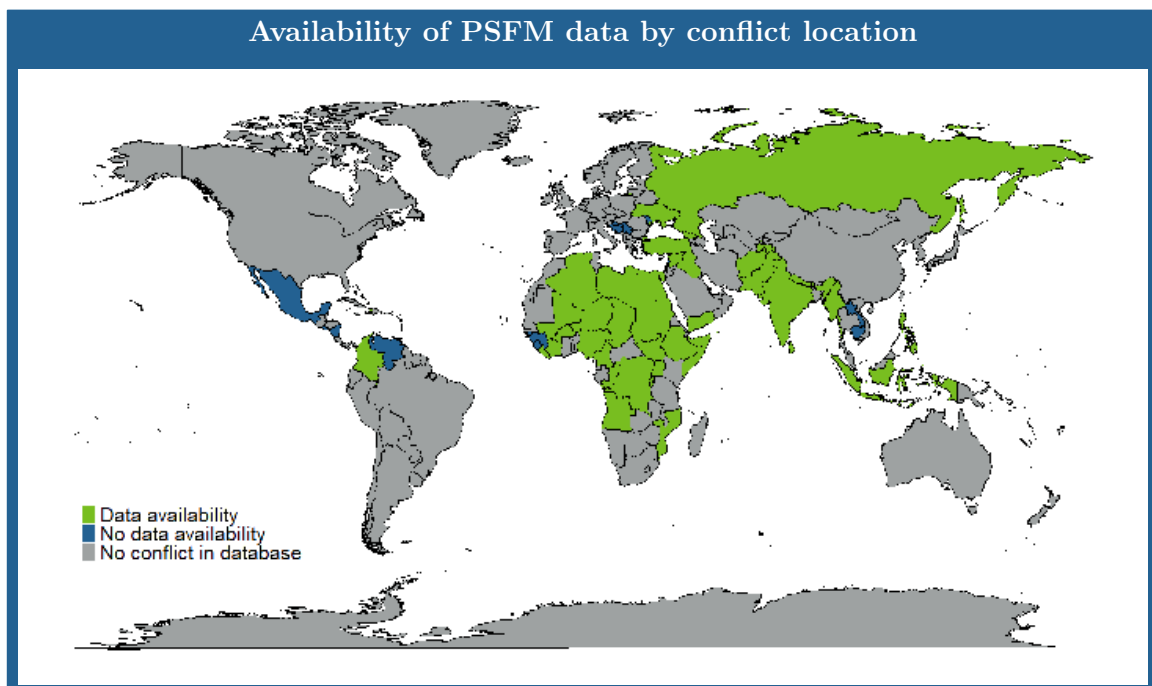 Availability of PSFM data by conflict location
Data availability
No data availability
No conflict in database